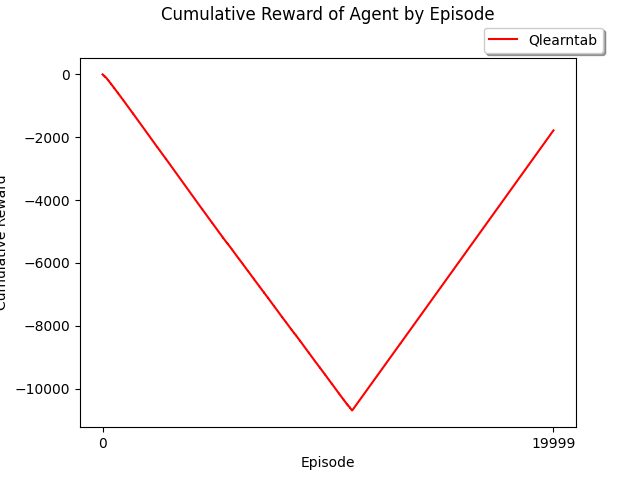 Cumulative Reward of Agent by Episode
Qlearntab
0
−2000
−4000
−6000
−8000
−10000
Cumulative Reward
0
19999
Episode